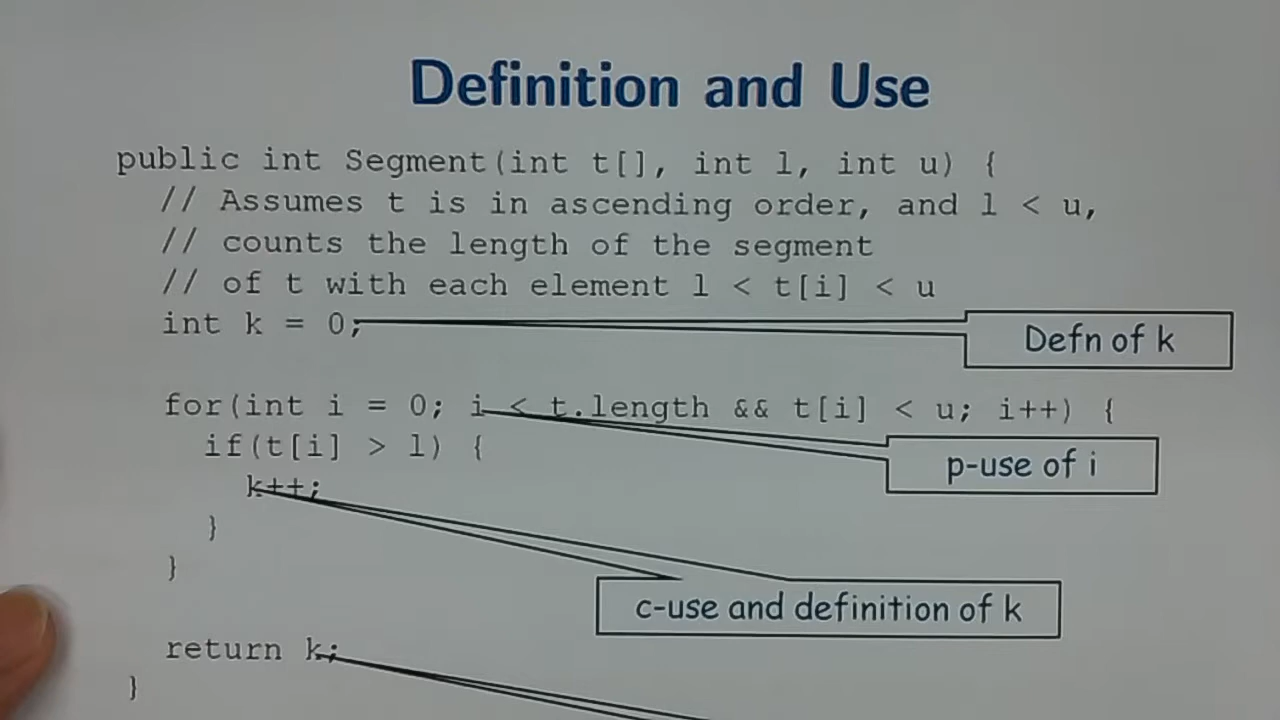 Definition and Use
public int Segment(int t[], int l, int u) {
// Assumes t is in ascending order, and l < u,
// counts the length of the segment
// of t with each element l < t[i] < u
int k = 0;
Defn of k
for(int i = 0; i < t.length && t[i] < u; i++) {
if(t[i] > l) {
p-use of i
k++;
}
}
c-use and definition of k
return k;
}